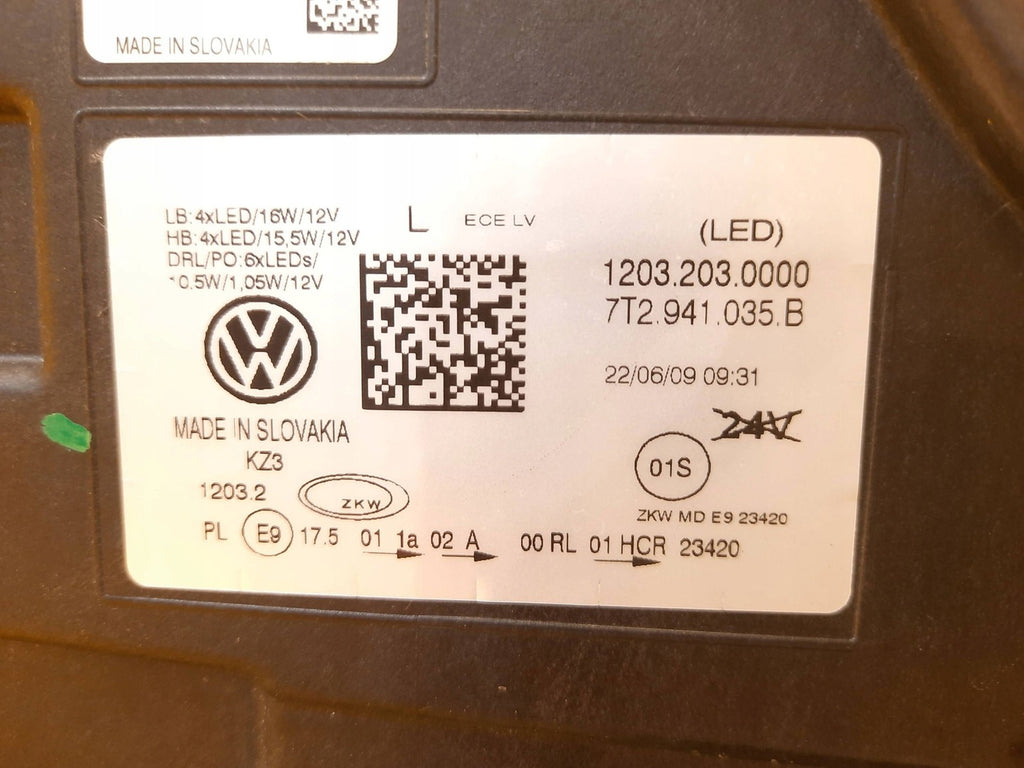 MADE IN SLOVAKIA
LB:4xLED/16W/12V
HB:4xLED/15,5W/12V
DRL/PO:6xLEDs/
10.5W/1,05W/12V
L ECE LV
(LED)
1203.203.0000
7T2.941.035.B
22/06/09 09:31
24V
01S
MADE IN SLOVAKIA
KZ3
1203.2 ZKW
ZKW MD E9 23420
PL E9 17.5 01 1a 02 A 00 RL 01 HCR 23420